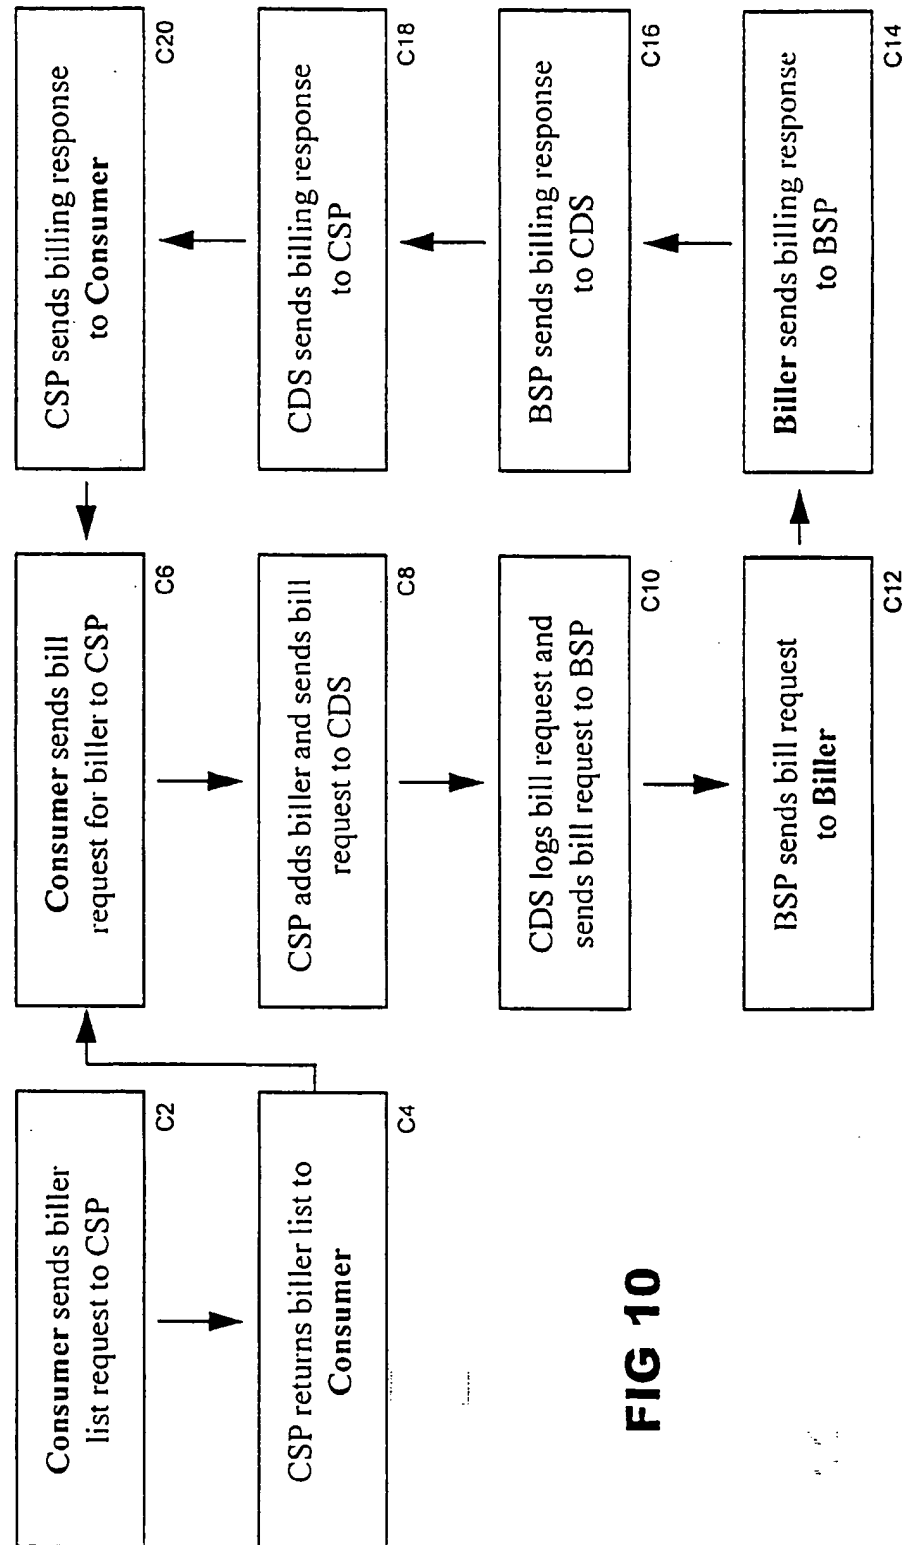 Consumer sends biller
list request to CSP
C2
CSP returns biller list to
Consumer
C4
Consumer sends bill
request for biller to CSP
C6
CSP adds biller and sends bill
request to CDS
C8
CDS logs bill request and
sends bill request to BSP
C10
BSP sends bill request
to Biller
C12
Biller sends billing response
to BSP
C14
BSP sends billing response
to CDS
C16
CDS sends billing response
to CSP
C18
CSP sends billing response
to Consumer
C20
FIG 10